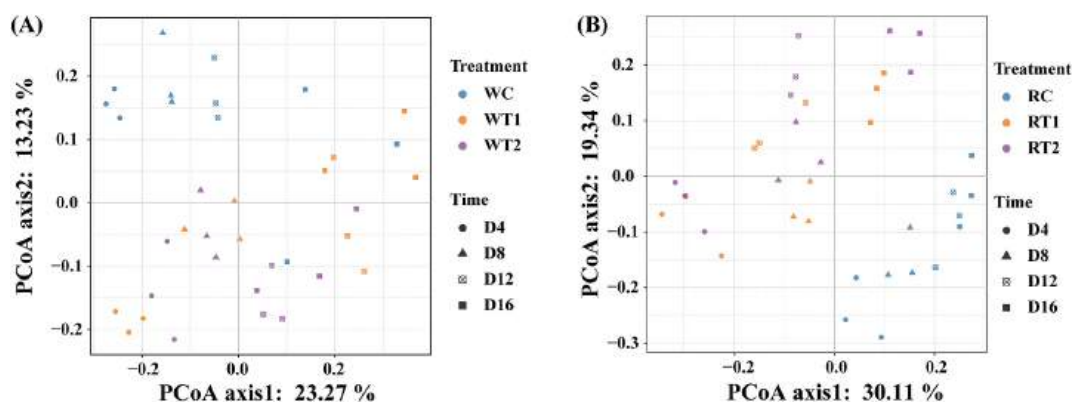 (A)
PCoA axis2: 13.23 %
0.2
0.1
0.0
−0.1
−0.2
−0.2
0.0
0.2
PCoA axis1: 23.27 %
Treatment
WC
WT1
WT2
Time
D4
D8
D12
D16
(B)
PCoA axis2: 19.34 %
0.2
0.1
0.0
−0.1
−0.2
−0.3
−0.2
0.0
0.2
PCoA axis1: 30.11 %
Treatment
RC
RT1
RT2
Time
D4
D8
D12
D16